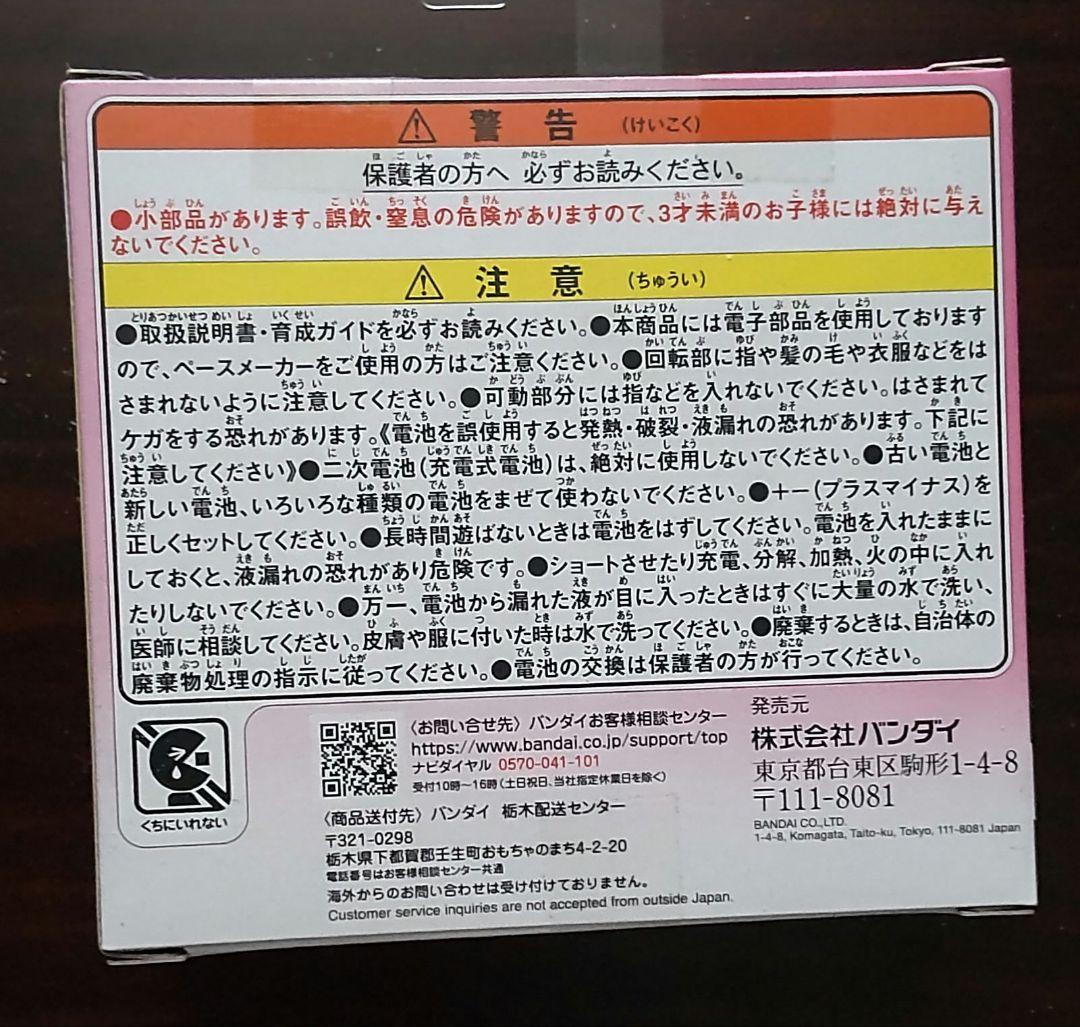 警告 (けいこく)
保護者の方へ 必ずお読みください。
●小部品があります。誤飲・窒息の危険がありますので、3才未満のお子様には絶対に与え
ないでください。
注意 (ちゅうい)
●取扱説明書・育成ガイドを必ずお読みください。●本商品には電子部品を使用しております
ので、ペースメーカーをご使用の方はご注意ください。●回転部に指や髪の毛や衣服などをは
さまれないように注意してください。●可動部分には指などを入れないでください。はさまれて
ケガをする恐れがあります。《電池を誤使用すると発熱・破裂・液漏れの恐れがあります。下記に
注意してください》●二次電池(充電式電池)は、絶対に使用しないでください。●古い電池と
新しい電池、いろいろな種類の電池をまぜて使わないでください。●+-(プラスマイナス)を
正しくセットしてください。●長時間遊ばないときは電池をはずしてください。電池を入れたままに
しておくと、液漏れの恐れがあり危険です。●ショートさせたり充電、分解、加熱、火の中に入れ
たりしないでください。●万一、電池から漏れた液が目に入ったときはすぐに大量の水で洗い、
医師に相談してください。皮膚や服に付いた時は水で洗ってください。●廃棄するときは、自治体の
廃棄物処理の指示に従ってください。●電池の交換は保護者の方が行ってください。
くちにいれない
〈お問い合せ先〉バンダイお客様相談センター
https://www.bandai.co.jp/support/top
ナビダイヤル 0570-041-101
受付10時～16時(土日祝日、当社指定休業日を除く)
〈商品送付先〉バンダイ 栃木配送センター
〒321-0298
栃木県下都賀郡壬生町おもちゃのまち4-2-20
電話番号はお客様相談センター共通
海外からのお問い合わせは受け付けておりません。
Customer service inquiries are not accepted from outside Japan.
発売元
株式会社バンダイ
東京都台東区駒形1-4-8
〒111-8081
BANDAI CO.,LTD.
1-4-8, Komagata, Taito-ku, Tokyo, 111-8081 Japan